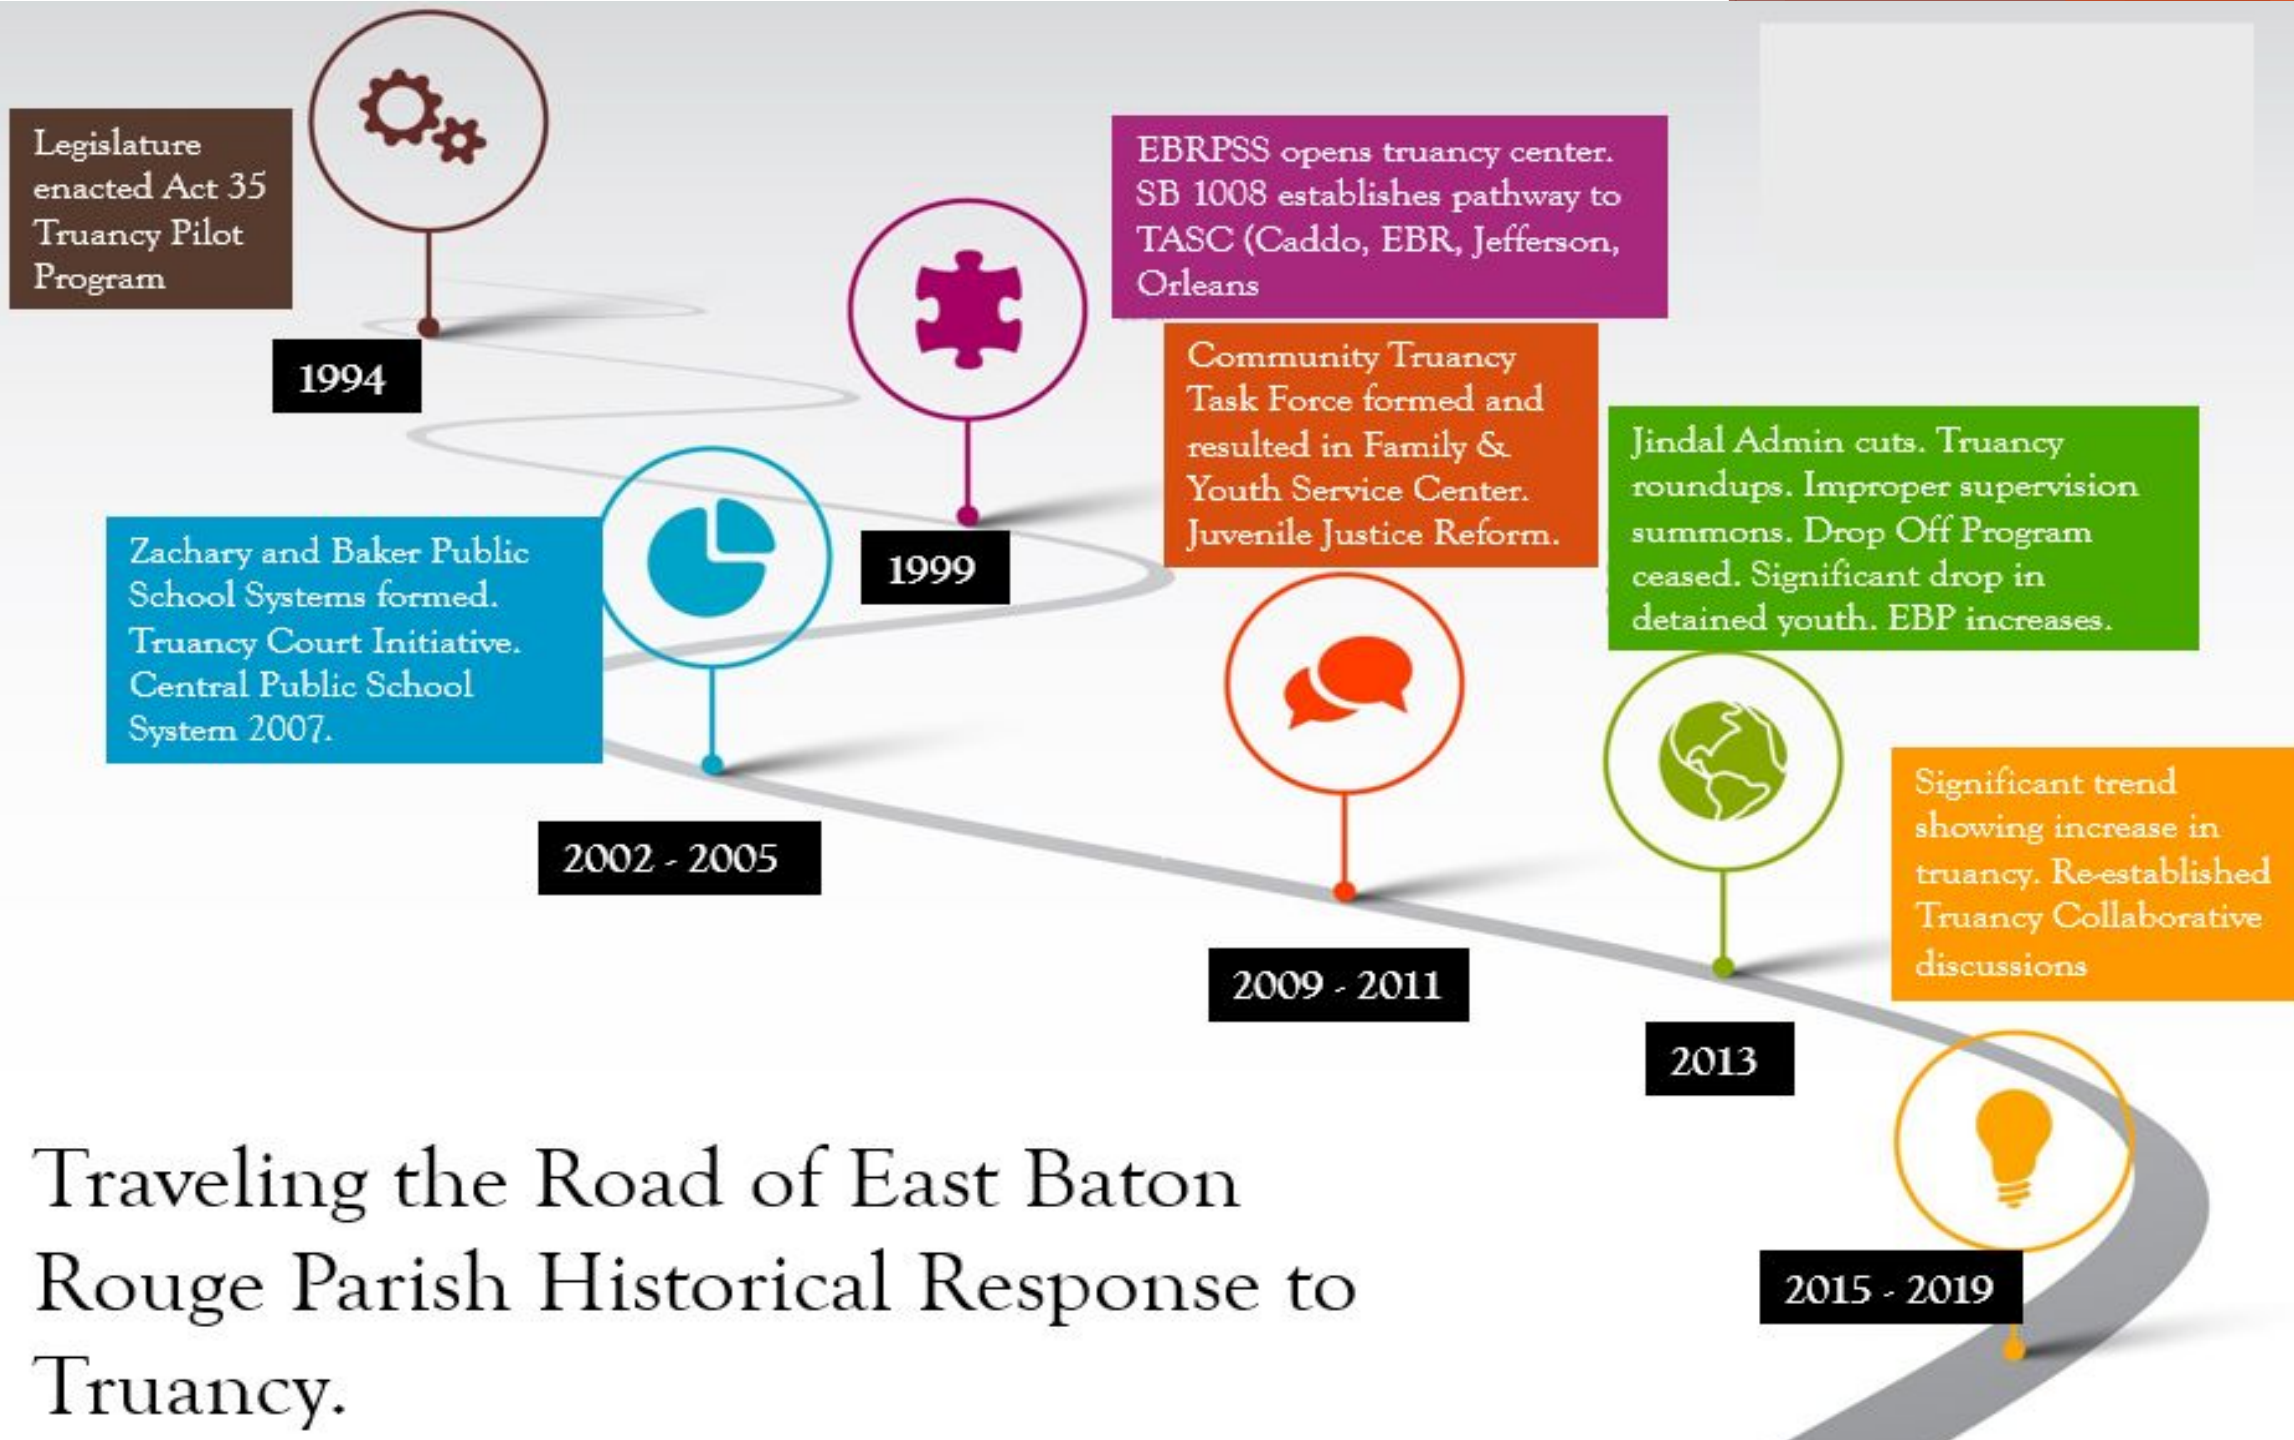 Legislature
enacted Act 35
Truancy Pilot
Program
1994
EBRPSS opens truancy center.
SB 1008 establishes pathway to
TASC (Caddo, EBR, Jefferson,
Orleans
1999
Zachary and Baker Public
School Systems formed.
Truancy Court Initiative.
Central Public School
System 2007.
2002 - 2005
Community Truancy
Task Force formed and
resulted in Family &
Youth Service Center.
Juvenile Justice Reform.
2009 - 2011
Jindal Admin cuts. Truancy
roundups. Improper supervision
summons. Drop Off Program
ceased. Significant drop in
detained youth. EBP increases.
2013
Significant trend
showing increase in
truancy. Re-established
Truancy Collaborative
discussions
2015 - 2019
Traveling the Road of East Baton
Rouge Parish Historical Response to
Truancy.